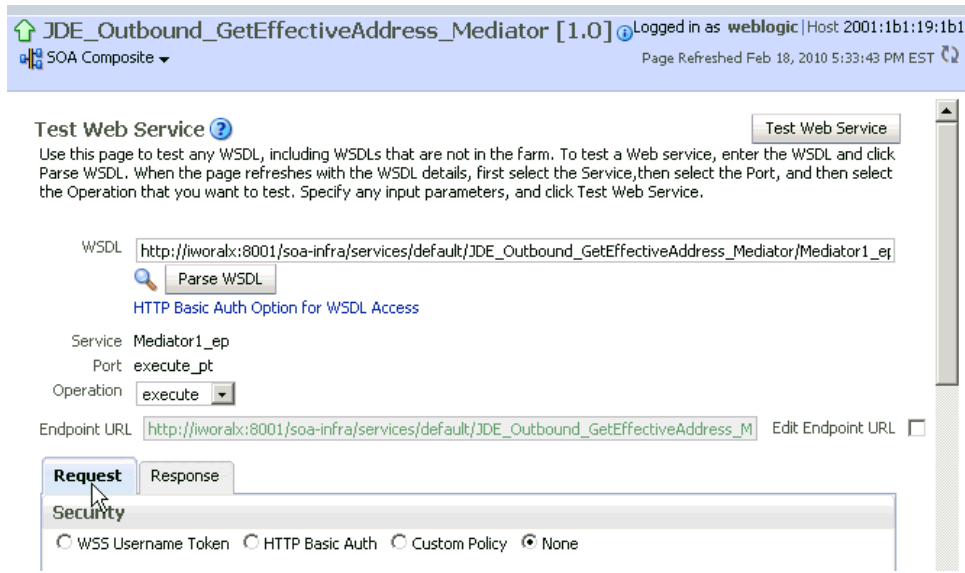 JDE_Outbound_GetEffectiveAddress_Mediator [1.0] Logged in as weblogic|Host 2001:1b1:19:1b1
SOA Composite Page Refreshed Feb 18, 2010 5:33:43 PM EST
Test Web Service Test Web Service
Use this page to test any WSDL, including WSDLs that are not in the farm. To test a Web service, enter the WSDL and click
Parse WSDL. When the page refreshes with the WSDL details, first select the Service,then select the Port, and then select
the Operation that you want to test. Specify any input parameters, and click Test Web Service.
WSDL http://iworalx:8001/soa-infra/services/default/JDE_Outbound_GetEffectiveAddress_Mediator/Mediator1_ep
Parse WSDL
HTTP Basic Auth Option for WSDL Access
Service Mediator1_ep
Port execute_pt
Operation execute
Endpoint URL http://iworalx:8001/soa-infra/services/default/JDE_Outbound_GetEffectiveAddress_M Edit Endpoint URL
Request Response
Security
WSS Username Token HTTP Basic Auth Custom Policy None